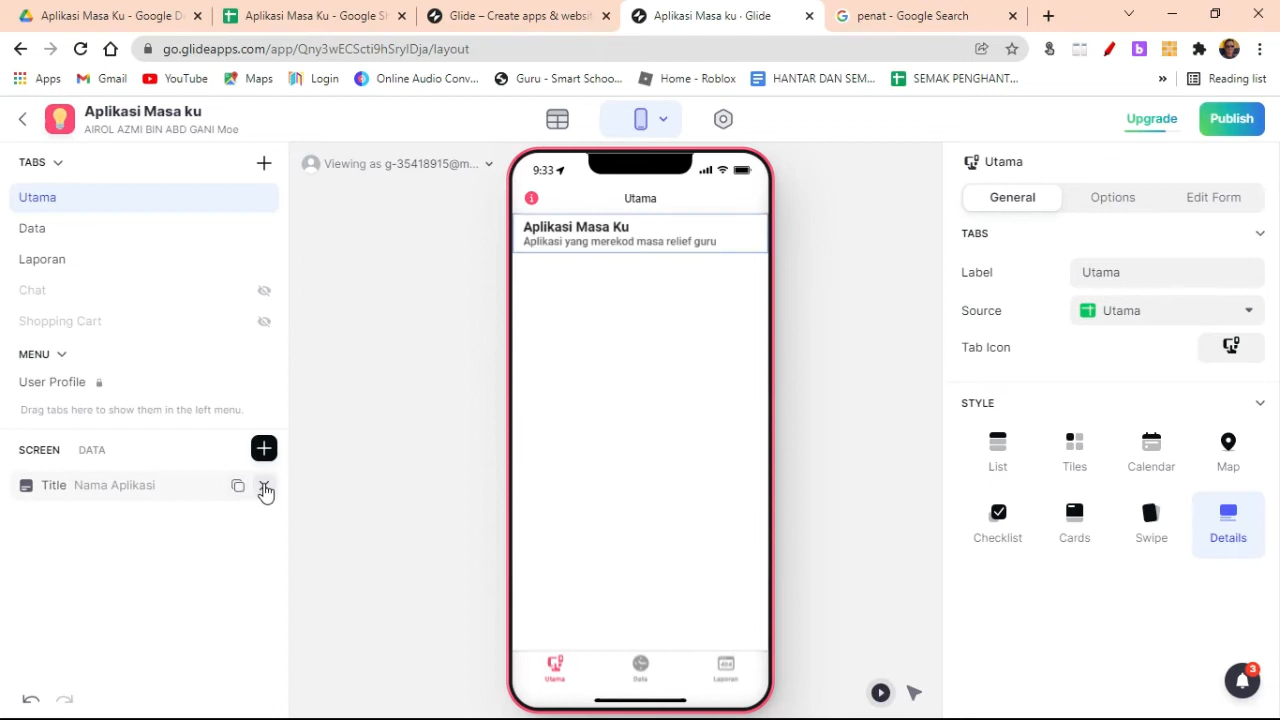 Aplikasi Masa Ku - Google D
Aplikasi Masa Ku - Google Sh
Glide – Create apps & websit
Aplikasi Masa ku · Glide
penat - Google Search
go.glideapps.com/app/Qny3wECScti9hSrylDja/layout
Apps
Gmail
YouTube
Maps
Login
Online Audio Conv...
Guru - Smart Schoo...
Home - Roblox
HANTAR DAN SEM...
SEMAK PENGHANT...
»
Reading list
Aplikasi Masa ku
AIROL AZMI BIN ABD GANI Moe
Upgrade
Publish
TABS
Utama
Data
Laporan
Chat
Shopping Cart
MENU
User Profile
Drag tabs here to show them in the left menu.
SCREEN
DATA
Title Nama Aplikasi
Viewing as g-35418915@m...
9:33
Utama
Aplikasi Masa Ku
Aplikasi yang merekod masa relief guru
Utama
Data
Laporan
Utama
General
Options
Edit Form
TABS
Label
Utama
Source
Utama
Tab Icon
STYLE
List
Tiles
Calendar
Map
Checklist
Cards
Swipe
Details
3